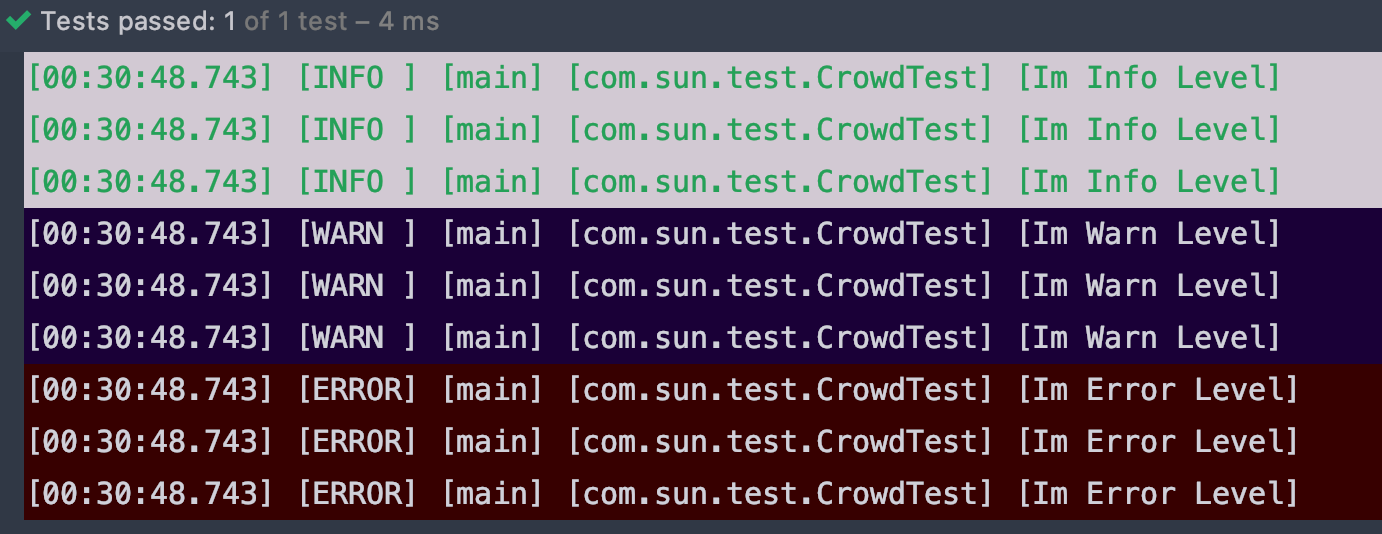 Tests passed: 1 of 1 test – 4 ms
[00:30:48.743] [INFO ] [main] [com.sun.test.CrowdTest] [Im Info Level]
[00:30:48.743] [INFO ] [main] [com.sun.test.CrowdTest] [Im Info Level]
[00:30:48.743] [INFO ] [main] [com.sun.test.CrowdTest] [Im Info Level]
[00:30:48.743] [WARN ] [main] [com.sun.test.CrowdTest] [Im Warn Level]
[00:30:48.743] [WARN ] [main] [com.sun.test.CrowdTest] [Im Warn Level]
[00:30:48.743] [WARN ] [main] [com.sun.test.CrowdTest] [Im Warn Level]
[00:30:48.743] [ERROR] [main] [com.sun.test.CrowdTest] [Im Error Level]
[00:30:48.743] [ERROR] [main] [com.sun.test.CrowdTest] [Im Error Level]
[00:30:48.743] [ERROR] [main] [com.sun.test.CrowdTest] [Im Error Level]